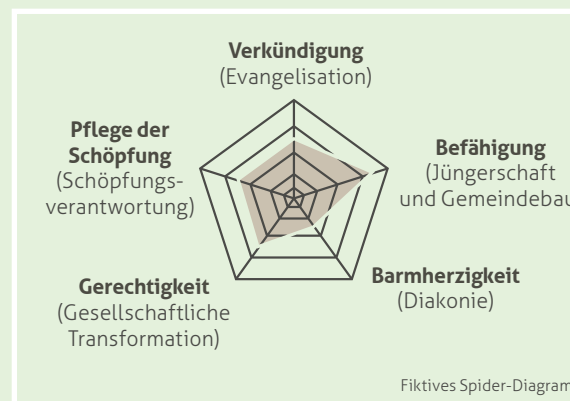 Verkündigung
(Evangelisation)
Pflege der
Schöpfung
(Schöpfungs-
verantwortung)
Befähigung
(Jüngerschaft
und Gemeindebau
Barmherzigkeit
(Diakonie)
Gerechtigkeit
(Gesellschaftliche
Transformation)
Fiktives Spider-Diagram